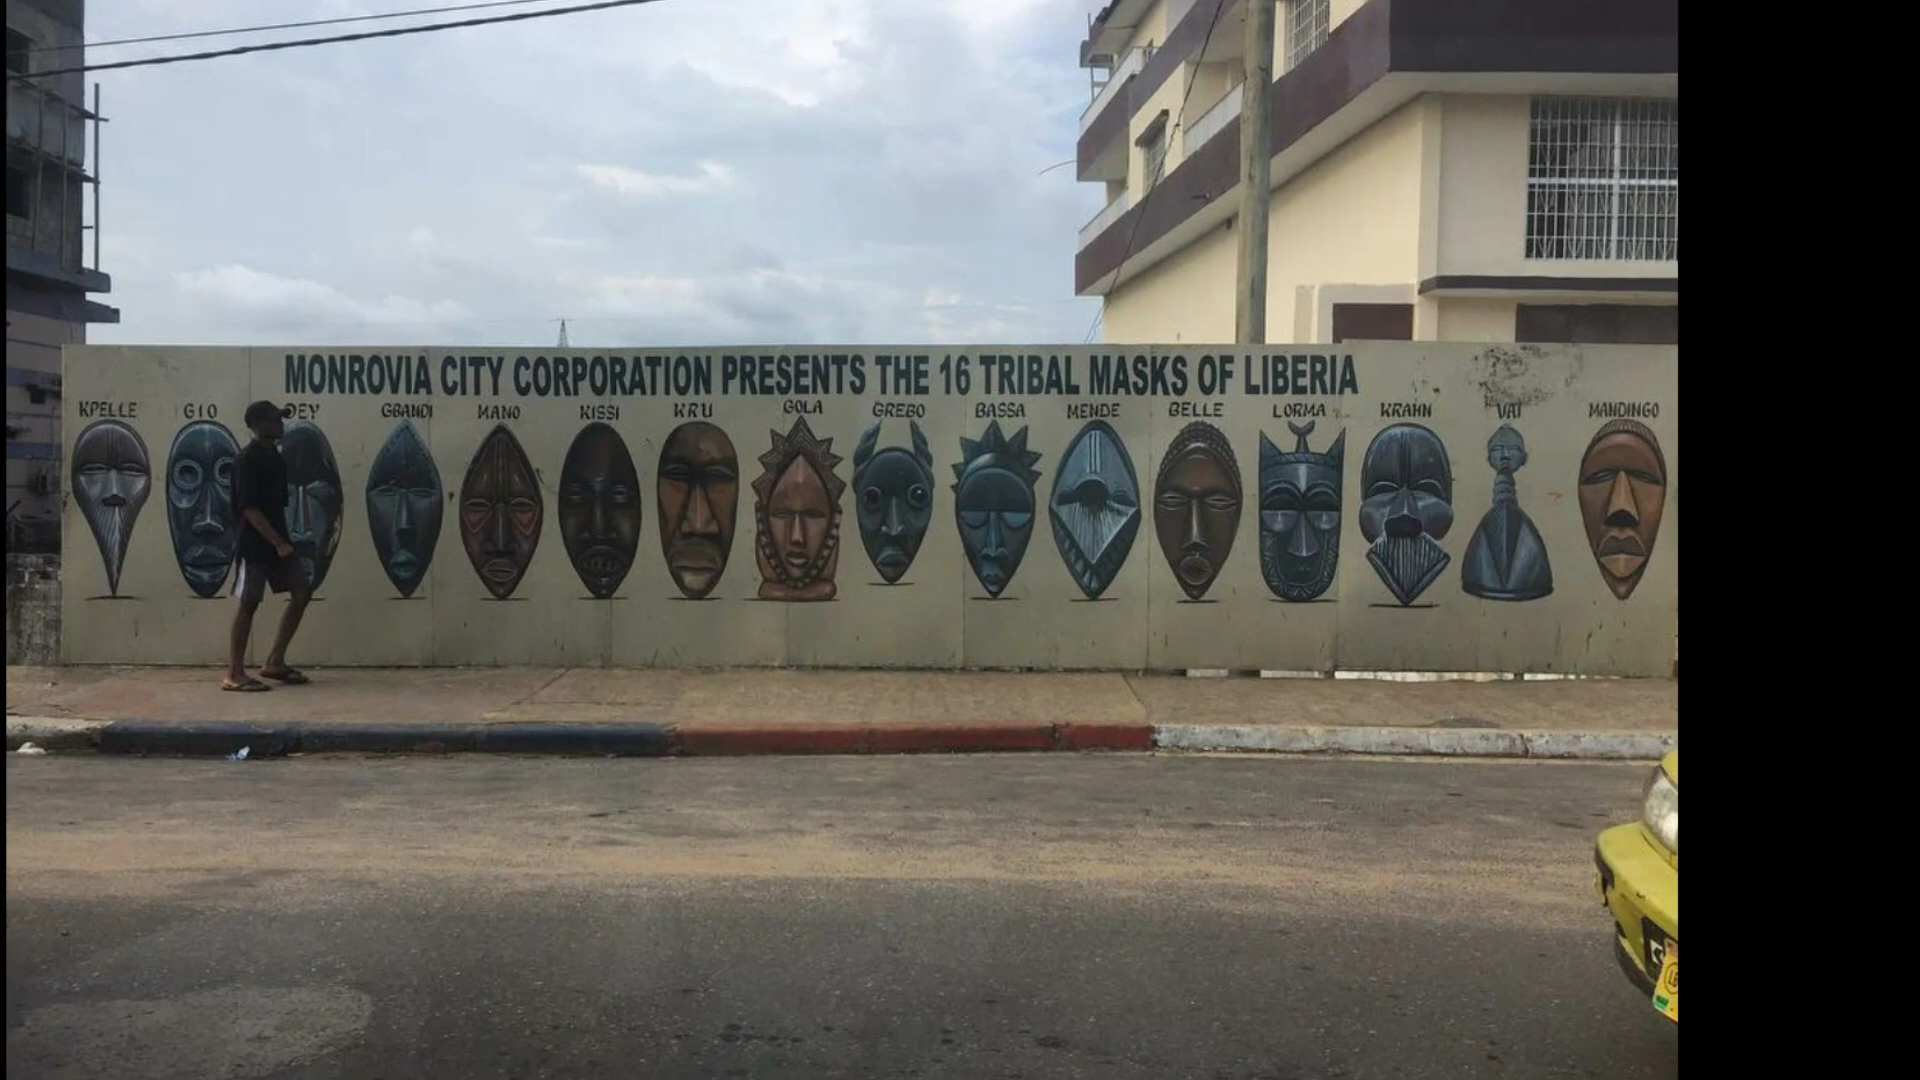 MONROVIA CITY CORPORATION PRESENTS THE 16 TRIBAL MASKS OF LIBERIA
KPELLE GIO DEY GBANDI MANO KISSI KRU GOLA GREBO BASSA MENDE BELLE LORMA KRAHN VAI MANDINGO